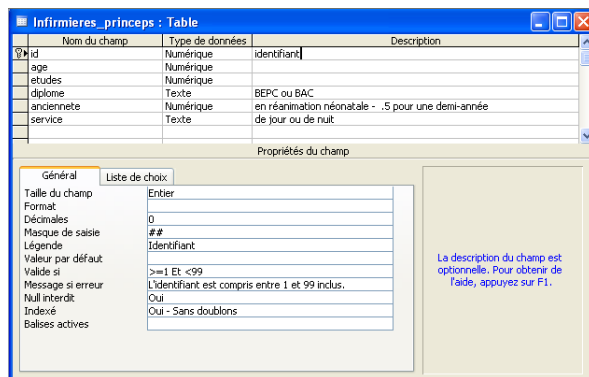 Infirmieres_princeps : Table
Nom du champ Type de données Description
id Numérique identifiant
age Numérique
etudes Numérique
diplome Texte BEPC ou BAC
anciennete Numérique en réanimation néonatale - .5 pour une demi-année
service Texte de jour ou de nuit
Propriétés du champ
Général Liste de choix
Taille du champ Entier
Format
Décimales 0
Masque de saisie ##
Légende Identifiant
Valeur par défaut
Valide si >=1 Et <99
Message si erreur L'identifiant est compris entre 1 et 99 inclus.
Null interdit Oui
Indexé Oui - Sans doublons
Balises actives
La description du champ est
optionnelle. Pour obtenir de
l'aide, appuyez sur F1.